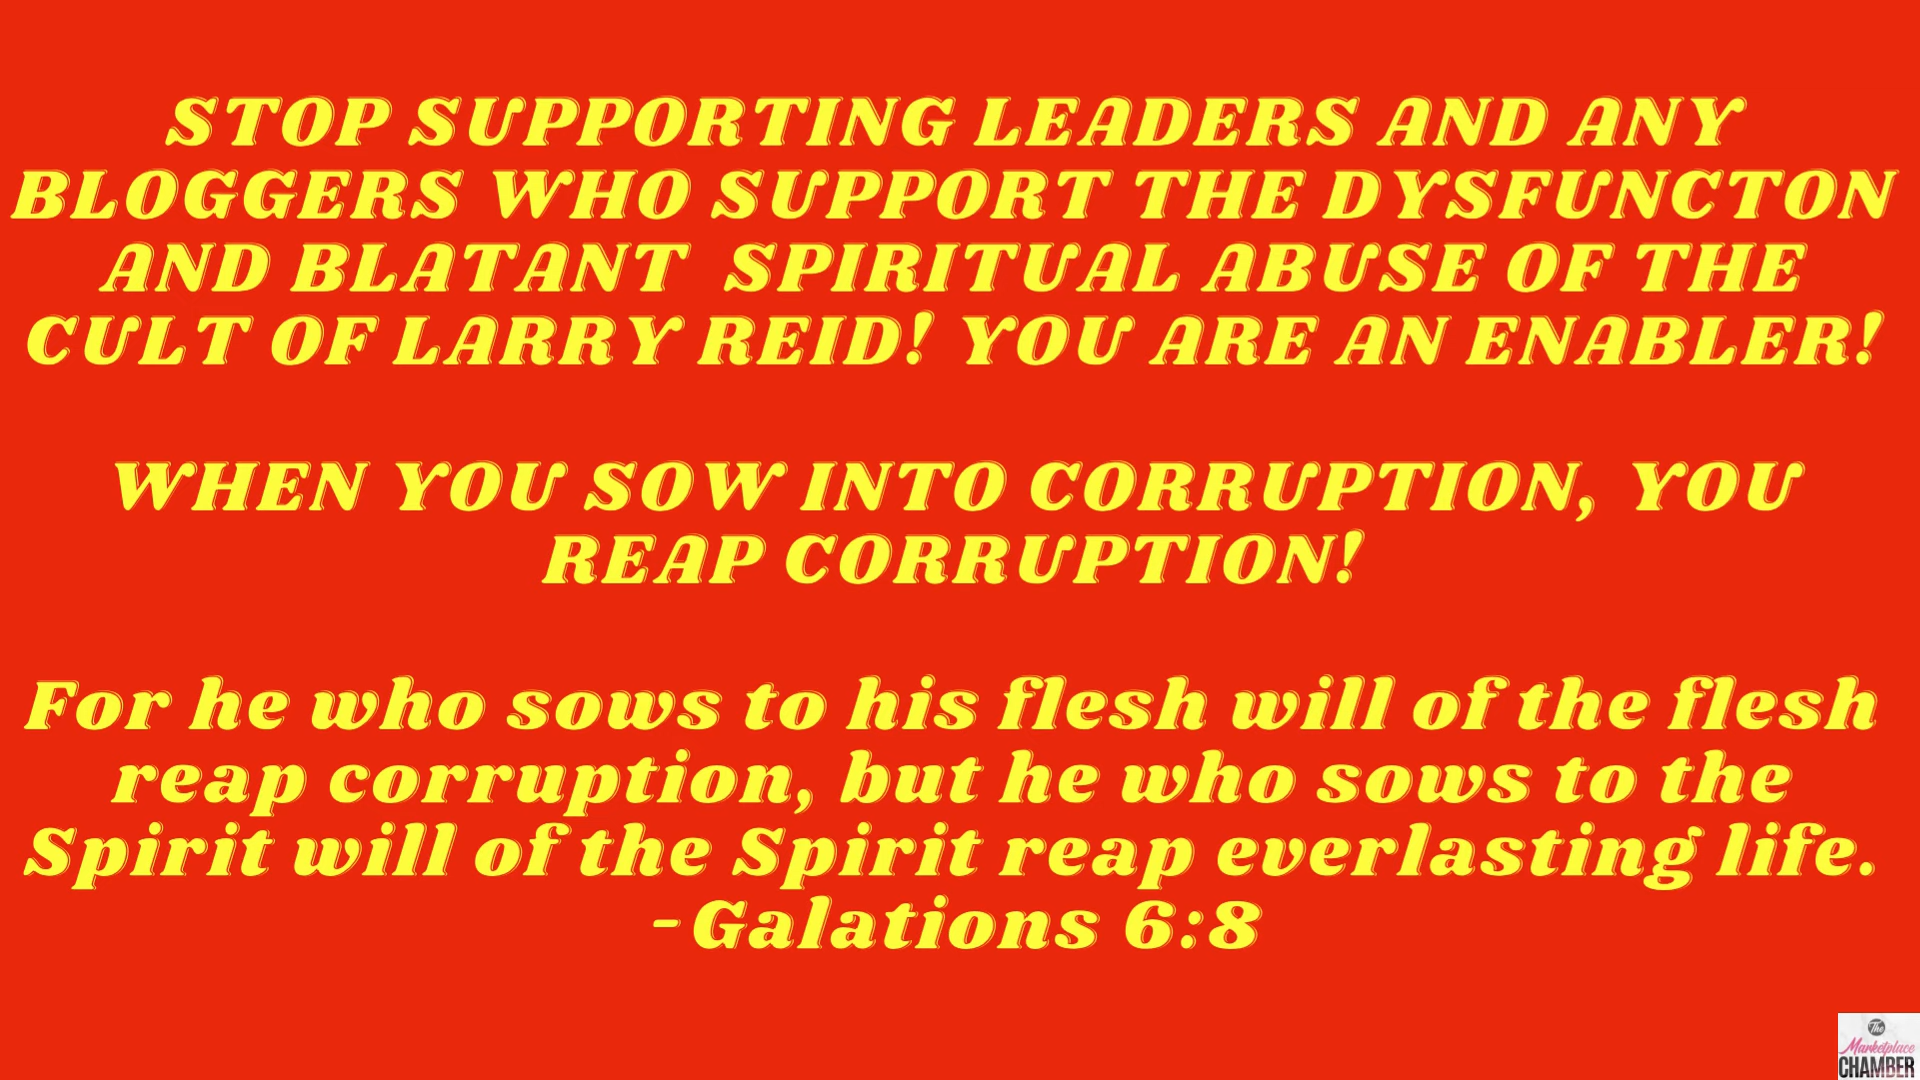 STOP SUPPORTING LEADERS AND ANY
BLOGGERS WHO SUPPORT THE DYSFUNCTON
AND BLATANT SPIRITUAL ABUSE OF THE
CULT OF LARRY REID! YOU ARE AN ENABLER!
WHEN YOU SOW INTO CORRUPTION, YOU
REAP CORRUPTION!
For he who sows to his flesh will of the flesh
reap corruption, but he who sows to the
Spirit will of the Spirit reap everlasting life.
-Galations 6:8
The
Marketplace
CHAMBER